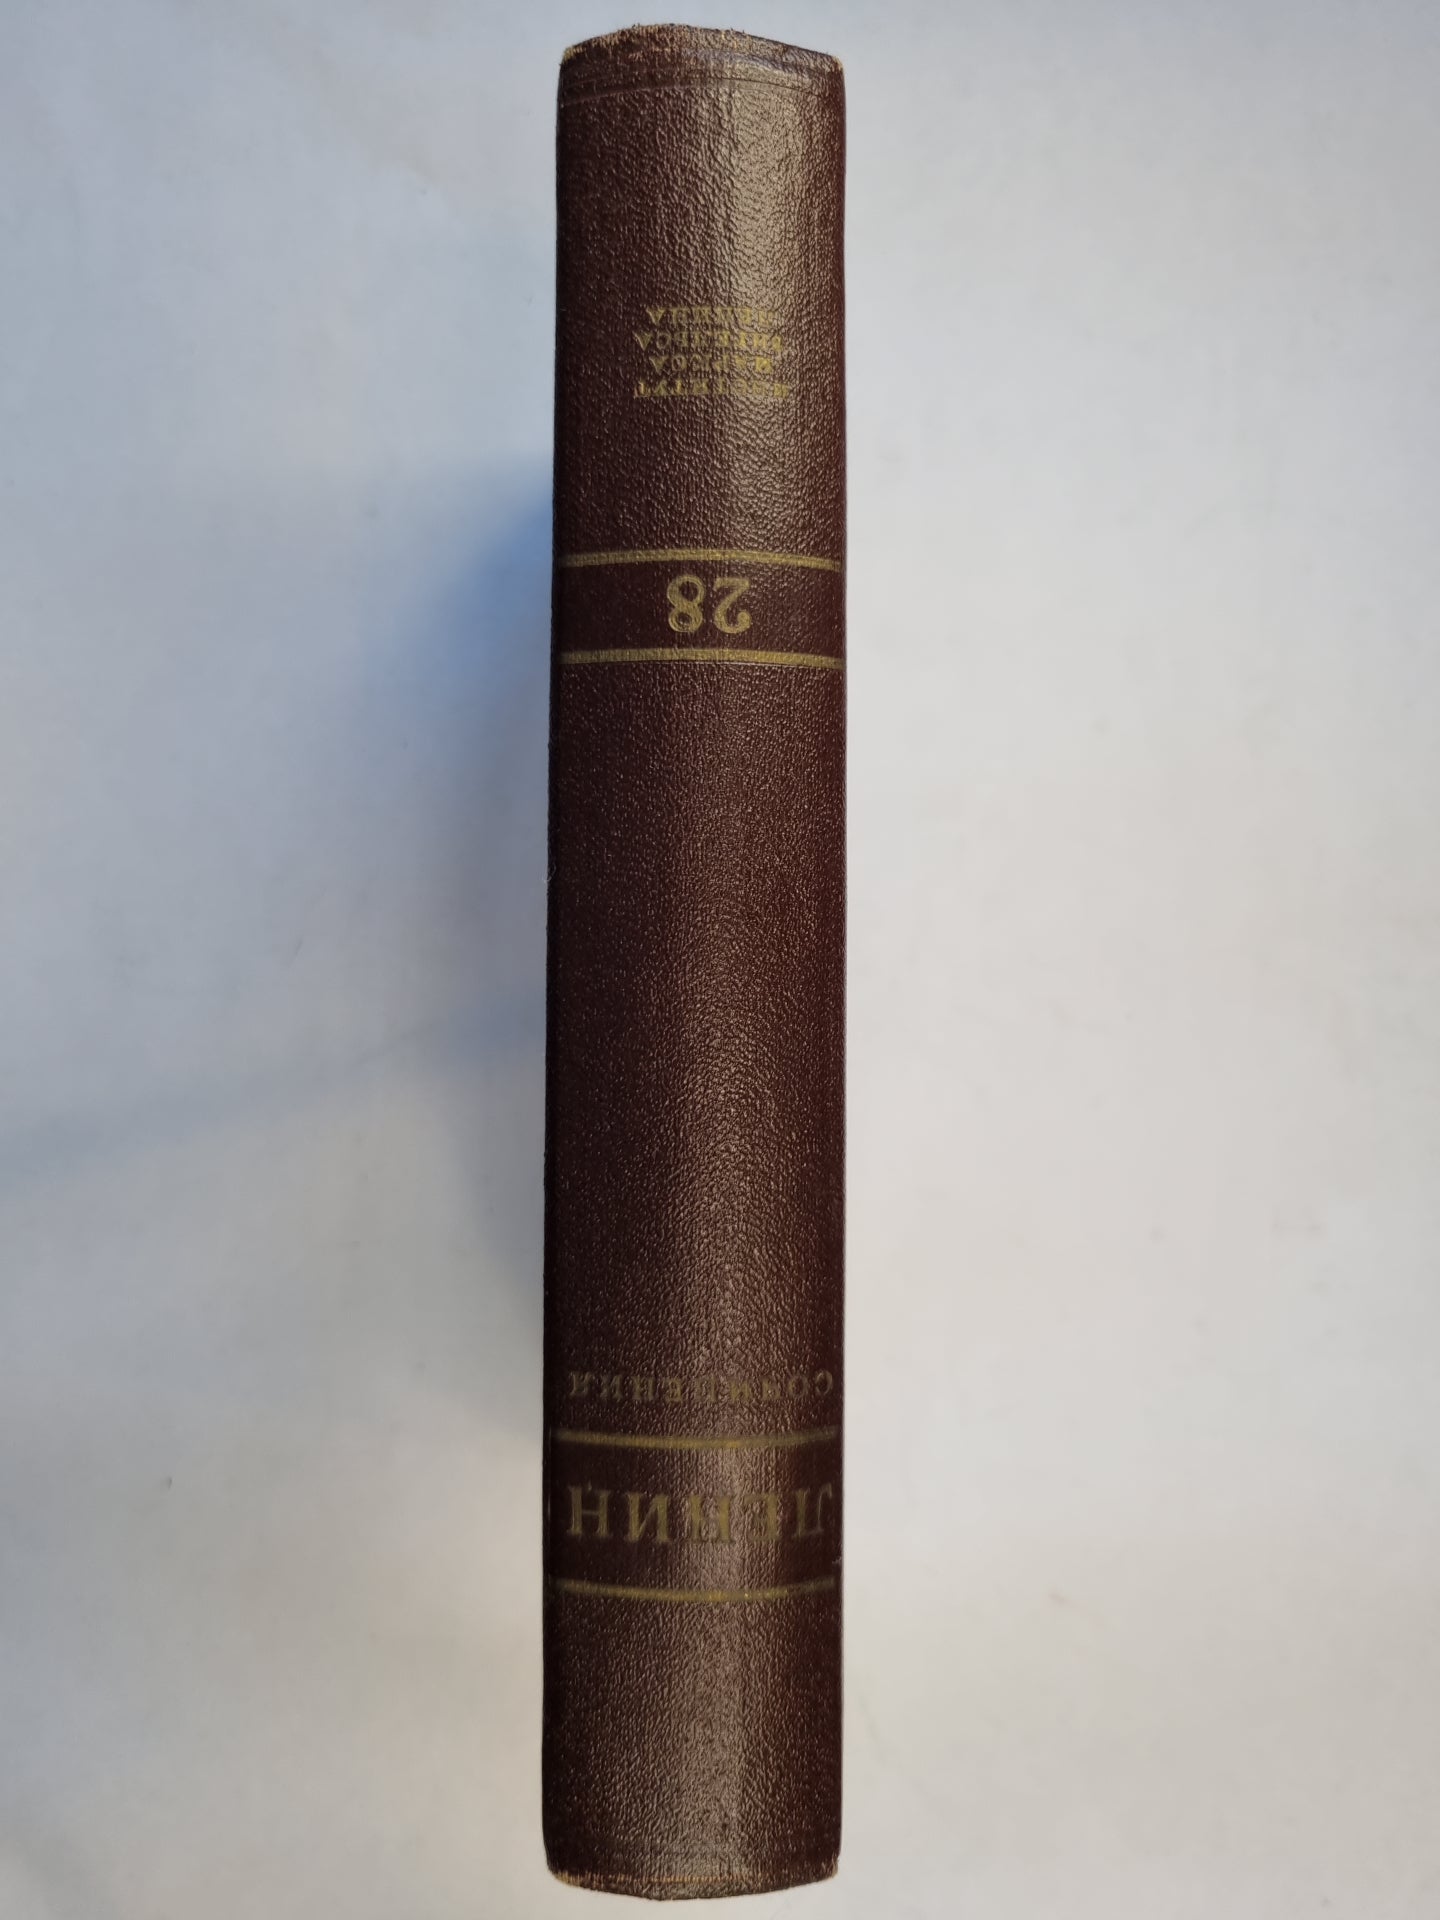 ЛЕНИН
СОЧИНЕНИЯ
28
ИНСТИТУТ
МАРКСА
ЭНГЕЛЬСА
ЛЕНИНА